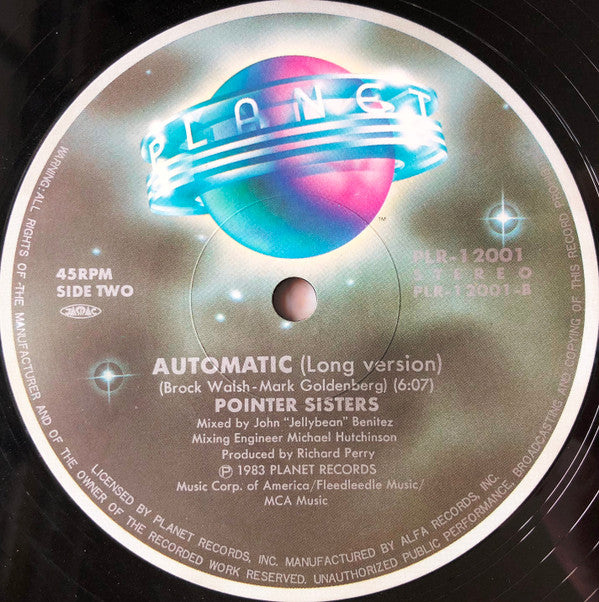 PLANET
TM
PLR-12001
STEREO
PLR-12001-B
45RPM
SIDE TWO
JASRAC
AUTOMATIC (Long version)
(Brock Walsh-Mark Goldenberg) (6:07)
POINTER SISTERS
Mixed by John "Jellybean" Benitez
Mixing Engineer Michael Hutchinson
Produced by Richard Perry
Ⓟ 1983 PLANET RECORDS
Music Corp. of America/Fleedleedle Music/
MCA Music
WARNING: ALL RIGHTS OF THE MANUFACTURER AND OF THE OWNER OF THE RECORDED WORK RESERVED. UNAUTHORIZED PUBLIC PERFORMANCE, BROADCASTING AND COPYING OF THIS RECORD
LICENSED BY PLANET RECORDS, INC. MANUFACTURED BY ALFA RECORDS, INC.